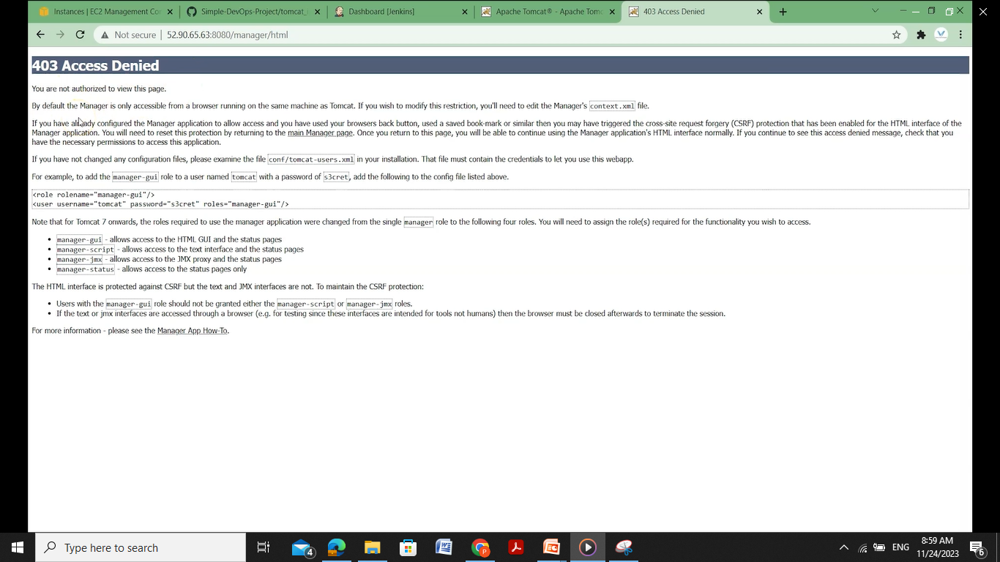 Instances | EC2 Management Con
Simple-DevOps-Project/tomcat_
Dashboard [Jenkins]
Apache Tomcat® - Apache Tomc
403 Access Denied
Not secure
52.90.65.63:8080/manager/html
403 Access Denied
You are not authorized to view this page.
By default the Manager is only accessible from a browser running on the same machine as Tomcat. If you wish to modify this restriction, you'll need to edit the Manager's context.xml file.
If you have already configured the Manager application to allow access and you have used your browsers back button, used a saved book-mark or similar then you may have triggered the cross-site request forgery (CSRF) protection that has been enabled for the HTML interface of the
Manager application. You will need to reset this protection by returning to the main Manager page. Once you return to this page, you will be able to continue using the Manager application's HTML interface normally. If you continue to see this access denied message, check that you
have the necessary permissions to access this application.
If you have not changed any configuration files, please examine the file conf/tomcat-users.xml in your installation. That file must contain the credentials to let you use this webapp.
For example, to add the manager-gui role to a user named tomcat with a password of s3cret, add the following to the config file listed above.
<role rolename="manager-gui"/>
<user username="tomcat" password="s3cret" roles="manager-gui"/>
Note that for Tomcat 7 onwards, the roles required to use the manager application were changed from the single manager role to the following four roles. You will need to assign the role(s) required for the functionality you wish to access.
• manager-gui - allows access to the HTML GUI and the status pages
• manager-script - allows access to the text interface and the status pages
• manager-jmx - allows access to the JMX proxy and the status pages
• manager-status - allows access to the status pages only
The HTML interface is protected against CSRF but the text and JMX interfaces are not. To maintain the CSRF protection:
• Users with the manager-gui role should not be granted either the manager-script or manager-jmx roles.
• If the text or jmx interfaces are accessed through a browser (e.g. for testing since these interfaces are intended for tools not humans) then the browser must be closed afterwards to terminate the session.
For more information - please see the Manager App How-To.
Type here to search
4
P
W
EC
ENG
8:59 AM
11/24/2023
6